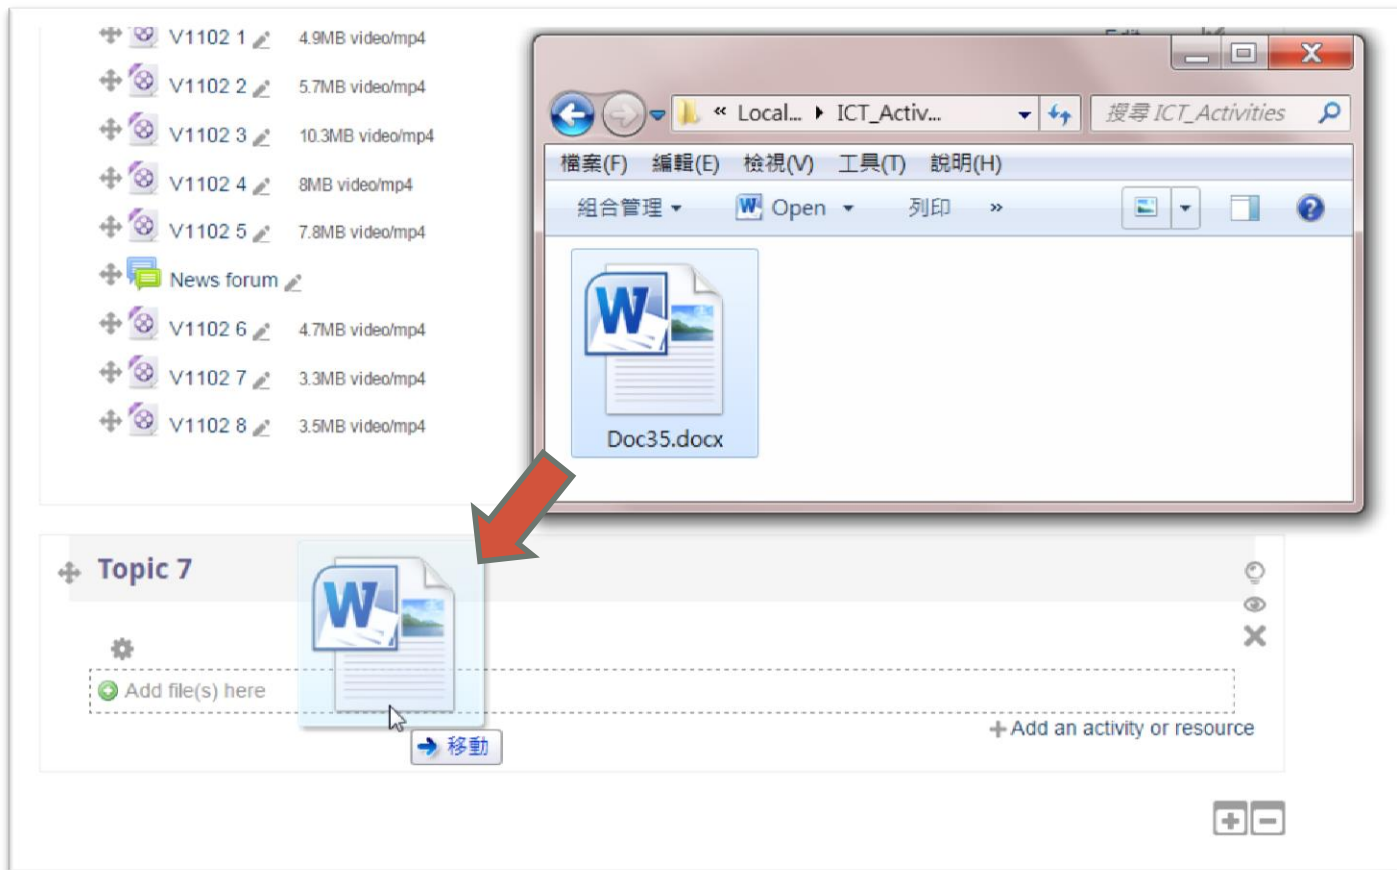 V1102 1 4.9MB video/mp4
Edit
V1102 2 5.7MB video/mp4
V1102 3 10.3MB video/mp4
V1102 4 8MB video/mp4
V1102 5 7.8MB video/mp4
News forum
V1102 6 4.7MB video/mp4
V1102 7 3.3MB video/mp4
V1102 8 3.5MB video/mp4
« Local... ICT_Activ...
搜尋 ICT_Activities
檔案(F) 編輯(E) 檢視(V) 工具(T) 說明(H)
組合管理 Open 列印 »
Doc35.docx
Topic 7
Add file(s) here
移動
Add an activity or resource